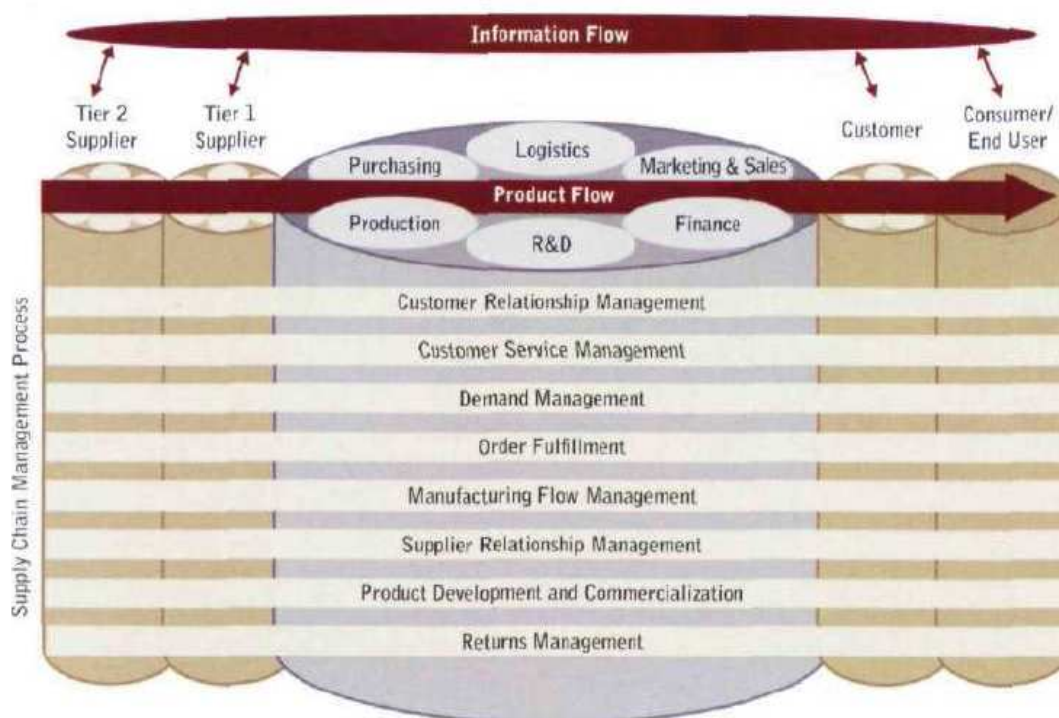 Information Flow
Tier 2
Supplier
Tier 1
Supplier
Customer
Consumer/
End User
Purchasing
Logistics
Marketing & Sales
Product Flow
Production
R&D
Finance
Supply Chain Management Process
Customer Relationship Management
Customer Service Management
Demand Management
Order Fulfillment
Manufacturing Flow Management
Supplier Relationship Management
Product Development and Commercialization
Returns Management